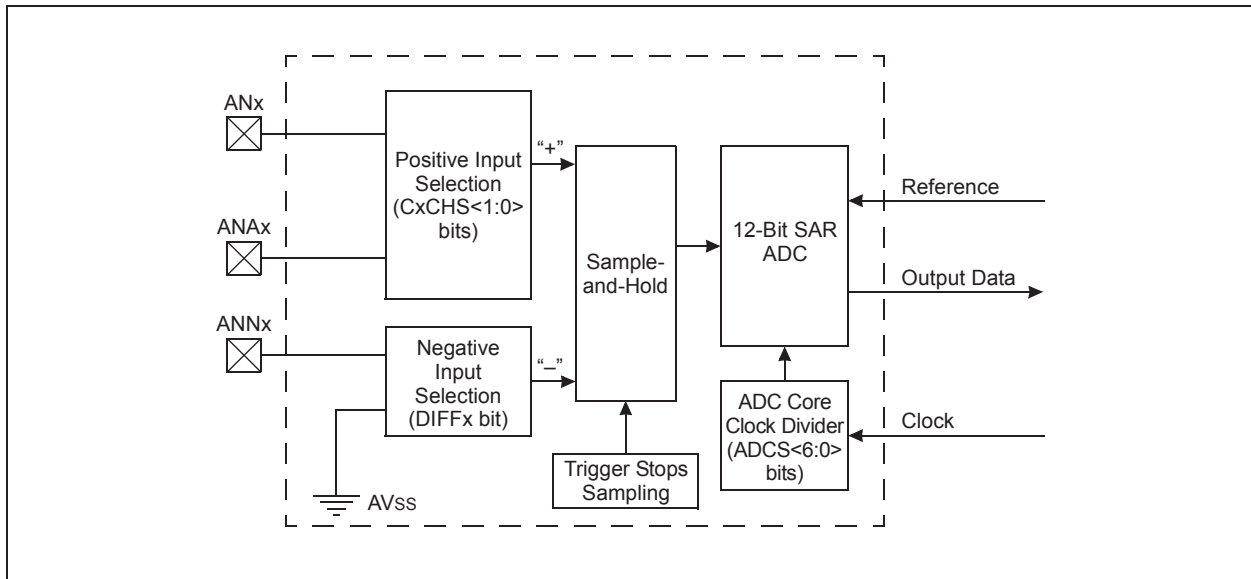 ANx
ANAx
ANNx
Positive Input
Selection
(CxCHS<1:0>
bits)
Negative
Input
Selection
(DIFFx bit)
AVSS
“+”
“–”
Sample-
and-Hold
Trigger Stops
Sampling
12-Bit SAR
ADC
ADC Core
Clock Divider
(ADCS<6:0>
bits)
Reference
Output Data
Clock